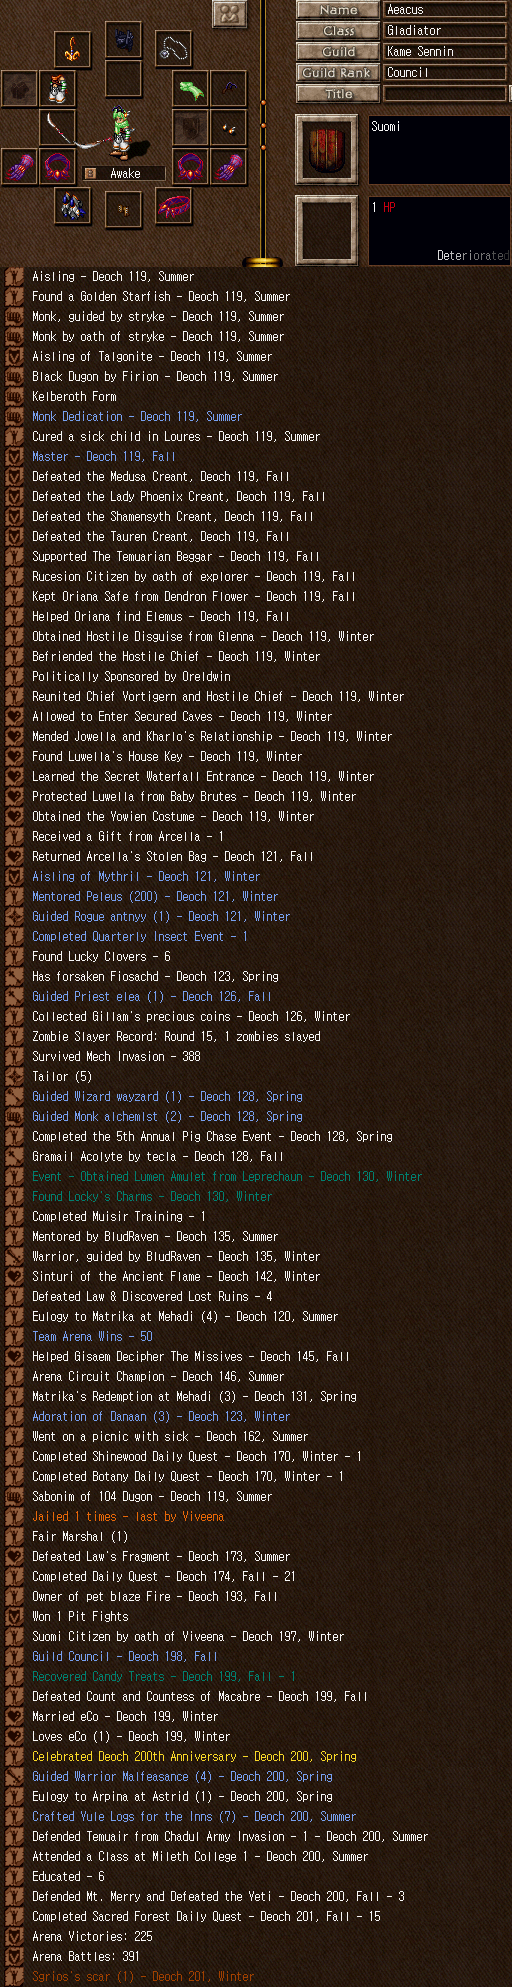 Name
Aeacus
Class
Gladiator
Guild
Kame Sennin
Guild Rank
Council
Title
Suomi
Awake
1 HP
Deteriorated
Aisling - Deoch 119, Summer
Found a Golden Starfish - Deoch 119, Summer
Monk, guided by stryke - Deoch 119, Summer
Monk by oath of stryke - Deoch 119, Summer
Aisling of Talgonite - Deoch 119, Summer
Black Dugon by Firion - Deoch 119, Summer
Kelberoth Form
Monk Dedication - Deoch 119, Summer
Cured a sick child in Loures - Deoch 119, Summer
Master - Deoch 119, Fall
Defeated the Medusa Creant, Deoch 119, Fall
Defeated the Lady Phoenix Creant, Deoch 119, Fall
Defeated the Shamensyth Creant, Deoch 119, Fall
Defeated the Tauren Creant, Deoch 119, Fall
Supported The Temuarian Beggar - Deoch 119, Fall
Rucesion Citizen by oath of explorer - Deoch 119, Fall
Kept Oriana Safe from Dendron Flower - Deoch 119, Fall
Helped Oriana find Elemus - Deoch 119, Fall
Obtained Hostile Disguise from Glenna - Deoch 119, Winter
Befriended the Hostile Chief - Deoch 119, Winter
Politically Sponsored by Oreldwin
Reunited Chief Vortigern and Hostile Chief - Deoch 119, Winter
Allowed to Enter Secured Caves - Deoch 119, Winter
Mended Jowella and Kharlo's Relationship - Deoch 119, Winter
Found Luwella's House Key - Deoch 119, Winter
Learned the Secret Waterfall Entrance - Deoch 119, Winter
Protected Luwella from Baby Brutes - Deoch 119, Winter
Obtained the Yowien Costume - Deoch 119, Winter
Received a Gift from Arcella - 1
Returned Arcella's Stolen Bag - Deoch 121, Fall
Aisling of Mythril - Deoch 121, Winter
Mentored Peleus (200) - Deoch 121, Winter
Guided Rogue antnyy (1) - Deoch 121, Winter
Completed Quarterly Insect Event - 1
Found Lucky Clovers - 6
Has forsaken Fiosachd - Deoch 123, Spring
Guided Priest elea (1) - Deoch 126, Fall
Collected Gillam's precious coins - Deoch 126, Winter
Zombie Slayer Record: Round 15, 1 zombies slayed
Survived Mech Invasion - 388
Tailor (5)
Guided Wizard wayzard (1) - Deoch 128, Spring
Guided Monk alchemist (2) - Deoch 128, Spring
Completed the 5th Annual Pig Chase Event - Deoch 128, Spring
Gramail Acolyte by tecla - Deoch 128, Fall
Event - Obtained Lumen Amulet from Leprechaun - Deoch 130, Winter
Found Locky's Charms - Deoch 130, Winter
Completed Muisir Training - 1
Mentored by BludRaven - Deoch 135, Summer
Warrior, guided by BludRaven - Deoch 135, Winter
Sinturi of the Ancient Flame - Deoch 142, Winter
Defeated Law & Discovered Lost Ruins - 4
Eulogy to Matrika at Mehadi (4) - Deoch 120, Summer
Team Arena Wins - 50
Helped Gisaem Decipher The Missives - Deoch 145, Fall
Arena Circuit Champion - Deoch 146, Summer
Matrika's Redemption at Mehadi (3) - Deoch 131, Spring
Adoration of Danaan (3) - Deoch 123, Winter
Went on a picnic with sick - Deoch 162, Summer
Completed Shinewood Daily Quest - Deoch 170, Winter - 1
Completed Botany Daily Quest - Deoch 170, Winter - 1
Sabonim of 104 Dugon - Deoch 119, Summer
Jailed 1 times - last by Viveena
Fair Marshal (1)
Defeated Law's Fragment - Deoch 173, Summer
Completed Daily Quest - Deoch 174, Fall - 21
Owner of pet blaze Fire - Deoch 193, Fall
Won 1 Pit Fights
Suomi Citizen by oath of Viveena - Deoch 197, Winter
Guild Council - Deoch 198, Fall
Recovered Candy Treats - Deoch 199, Fall - 1
Defeated Count and Countess of Macabre - Deoch 199, Fall
Married eCo - Deoch 199, Winter
Loves eCo (1) - Deoch 199, Winter
Celebrated Deoch 200th Anniversary - Deoch 200, Spring
Guided Warrior Malfeasance (4) - Deoch 200, Spring
Eulogy to Arpina at Astrid (1) - Deoch 200, Spring
Crafted Yule Logs for the Inns (7) - Deoch 200, Summer
Defended Temuair from Chadul Army Invasion - 1 - Deoch 200, Summer
Attended a Class at Mileth College 1 - Deoch 200, Summer
Educated - 6
Defended Mt. Merry and Defeated the Yeti - Deoch 200, Fall - 3
Completed Sacred Forest Daily Quest - Deoch 201, Fall - 15
Arena Victories: 225
Arena Battles: 391
Sgrios's scar (1) - Deoch 201, Winter